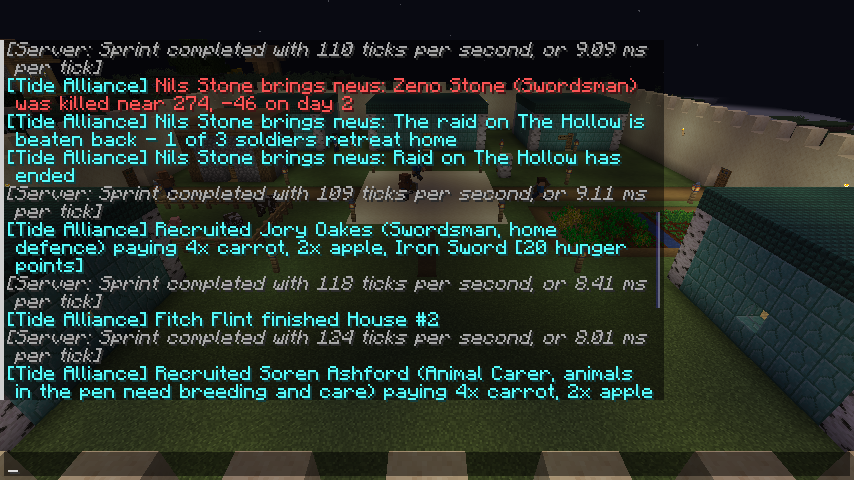 [Server: Sprint completed with 110 ticks per second, or 9.09 ms
per tick]
[Tide Alliance] Nils Stone brings news: Zeno Stone (Swordsman)
was killed near 274, -46 on day 2
[Tide Alliance] Nils Stone brings news: The raid on The Hollow is
beaten back - 1 of 3 soldiers retreat home
[Tide Alliance] Nils Stone brings news: Raid on The Hollow has
ended
[Server: Sprint completed with 109 ticks per second, or 9.11 ms
per tick]
[Tide Alliance] Recruited Jory Oakes (Swordsman, home
defence) paying 4x carrot, 2x apple, Iron Sword [20 hunger
points]
[Server: Sprint completed with 118 ticks per second, or 8.41 ms
per tick]
[Tide Alliance] Fitch Flint finished House #2
[Server: Sprint completed with 124 ticks per second, or 8.01 ms
per tick]
[Tide Alliance] Recruited Soren Ashford (Animal Carer, animals
in the pen need breeding and care) paying 4x carrot, 2x apple
_